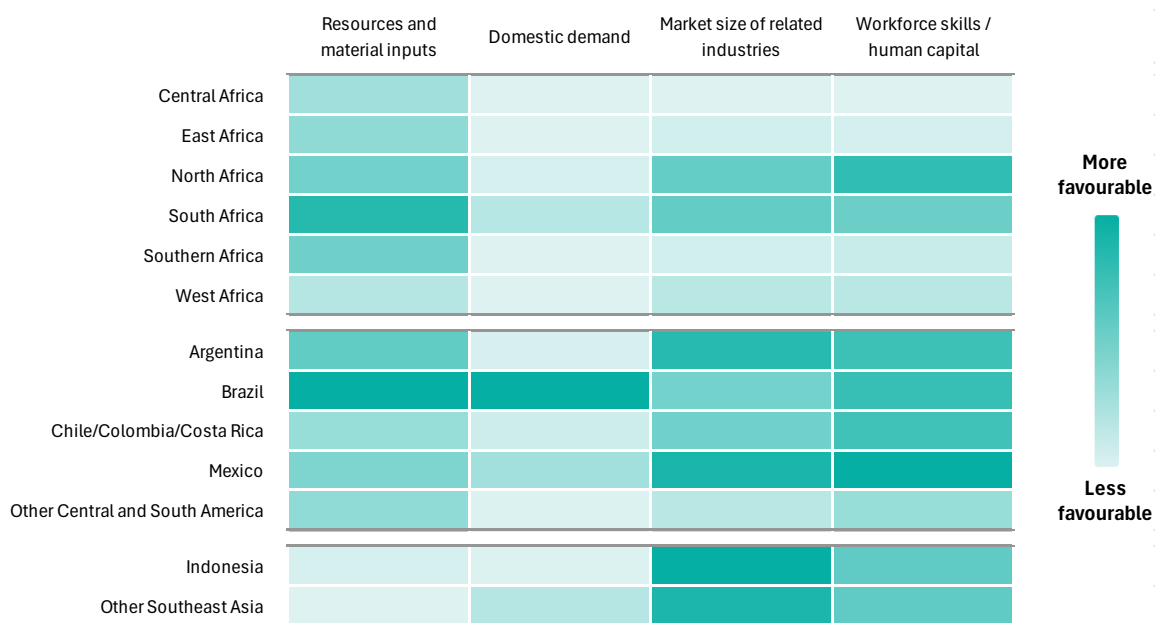 Resources and
material inputs
Domestic demand
Market size of related
industries
Workforce skills /
human capital
Central Africa
East Africa
North Africa
South Africa
Southern Africa
West Africa
Argentina
Brazil
Chile/Colombia/Costa Rica
Mexico
Other Central and South America
Indonesia
Other Southeast Asia
More
favourable
Less
favourable